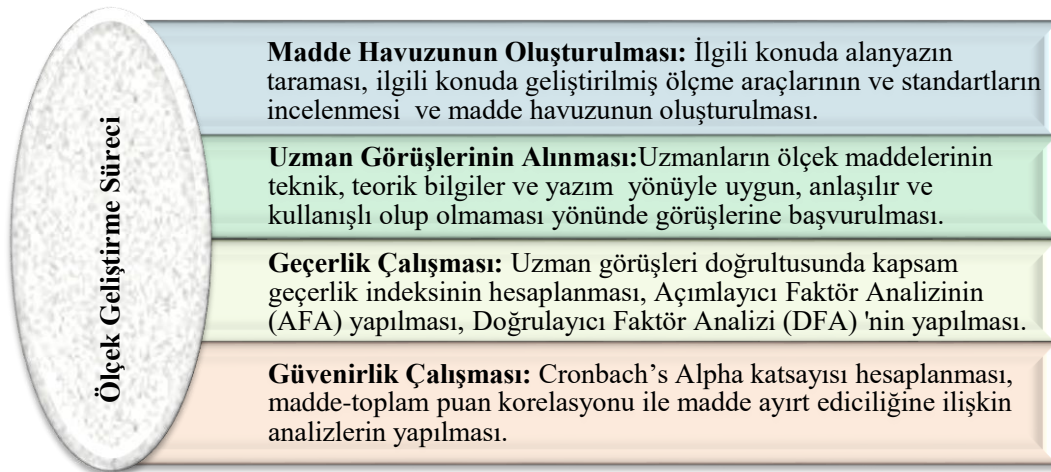 Ölçek Geliştirme Süreci
Madde Havuzunun Oluşturulması: İlgili konuda alanyazın
taraması, ilgili konuda geliştirilmiş ölçme araçlarının ve standartların
incelenmesi ve madde havuzunun oluşturulması.
Uzman Görüşlerinin Alınması:Uzmanların ölçek maddelerinin
teknik, teorik bilgiler ve yazım yönüyle uygun, anlaşılır ve
kullanışlı olup olmaması yönünde görüşlerine başvurulması.
Geçerlik Çalışması: Uzman görüşleri doğrultusunda kapsam
geçerlik indeksinin hesaplanması, Açımlayıcı Faktör Analizinin
(AFA) yapılması, Doğrulayıcı Faktör Analizi (DFA) 'nin yapılması.
Güvenirlik Çalışması: Cronbach’s Alpha katsayısı hesaplanması,
madde-toplam puan korelasyonu ile madde ayırt ediciliğine ilişkin
analizlerin yapılması.